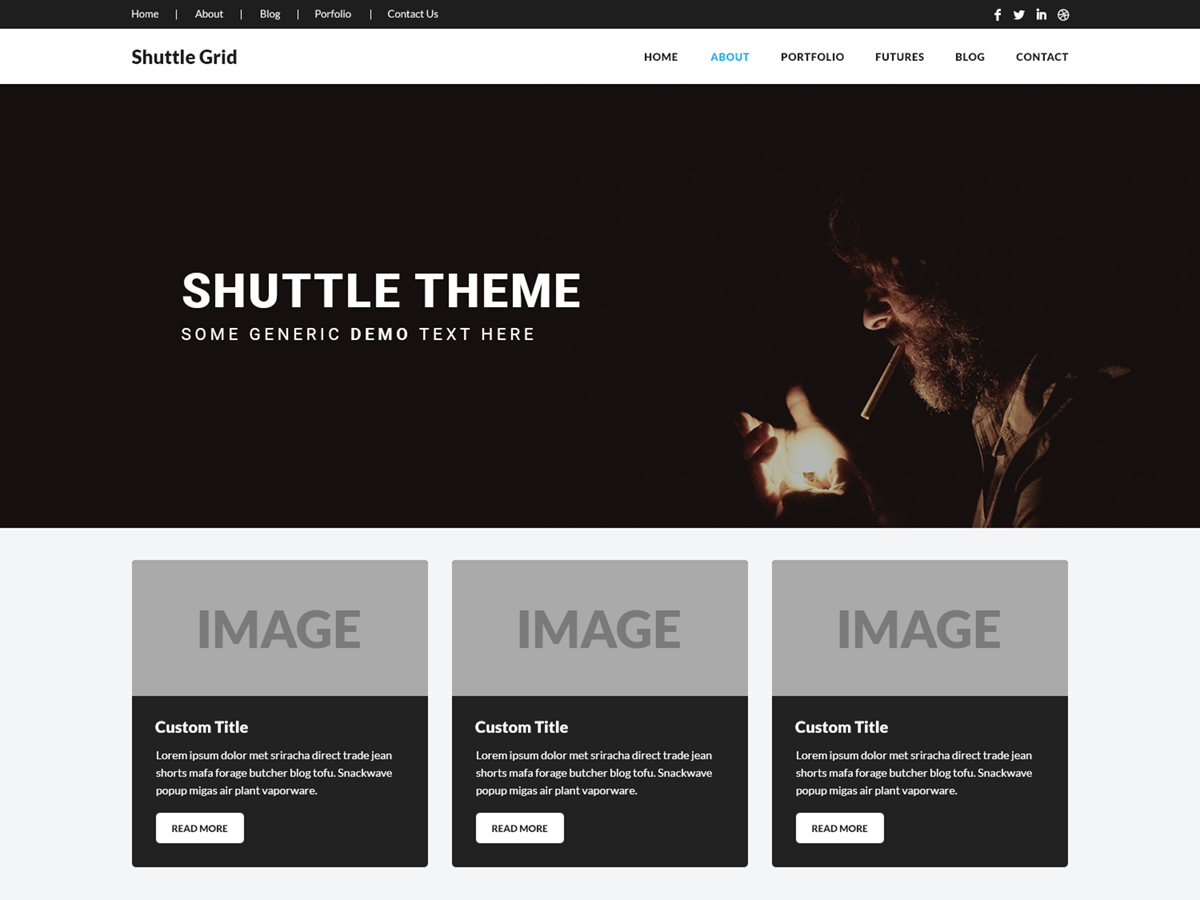 Home | About | Blog | Porfolio | Contact Us
Shuttle Grid
HOME ABOUT PORTFOLIO FUTURES BLOG CONTACT
SHUTTLE THEME
SOME GENERIC DEMO TEXT HERE
IMAGE
Custom Title
Lorem ipsum dolor met sriracha direct trade jean
shorts mafa forage butcher blog tofu. Snackwave
popup migas air plant vaporware.
READ MORE
IMAGE
Custom Title
Lorem ipsum dolor met sriracha direct trade jean
shorts mafa forage butcher blog tofu. Snackwave
popup migas air plant vaporware.
READ MORE
IMAGE
Custom Title
Lorem ipsum dolor met sriracha direct trade jean
shorts mafa forage butcher blog tofu. Snackwave
popup migas air plant vaporware.
READ MORE